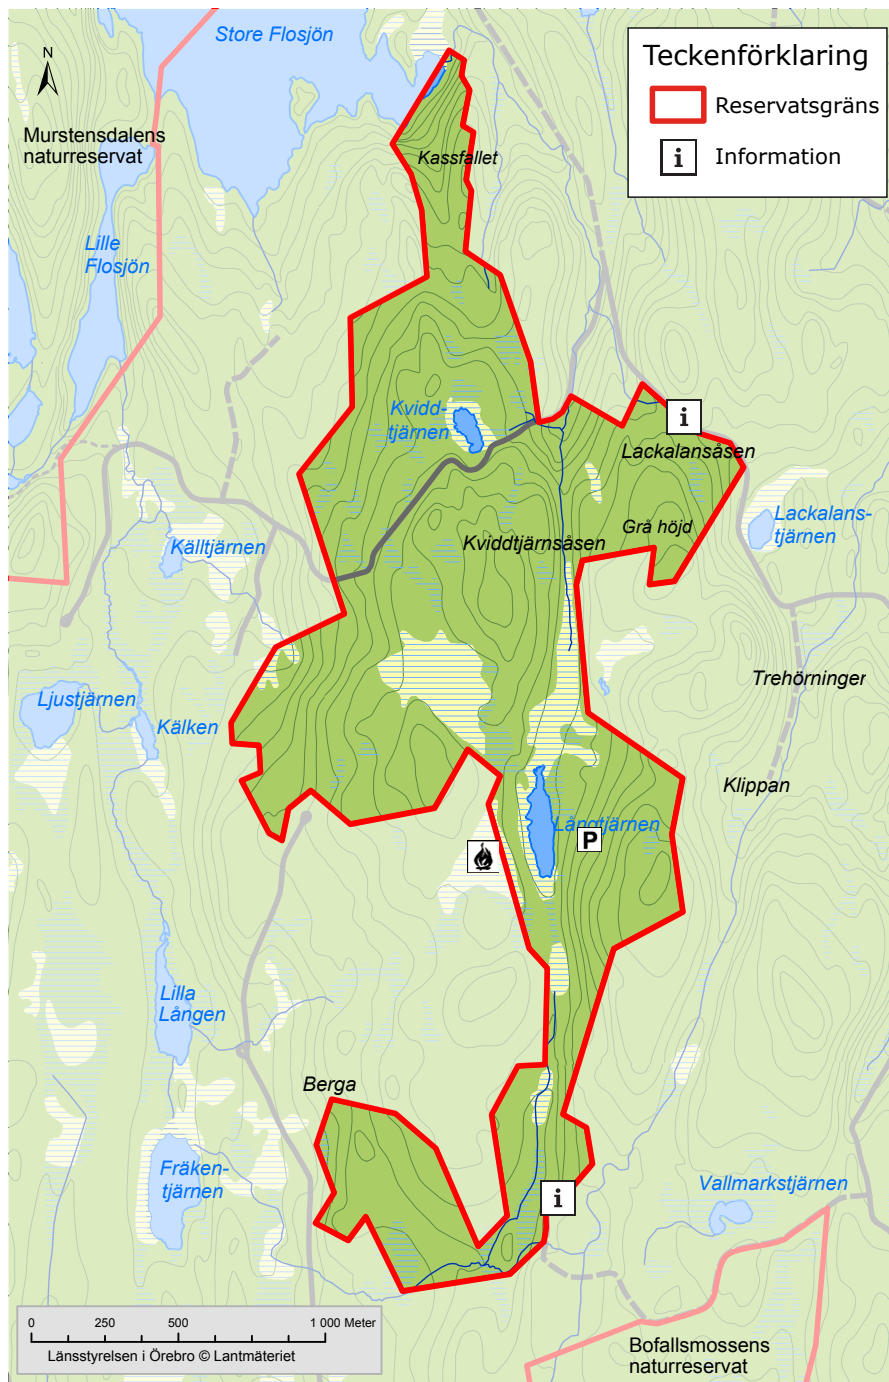 Store Flosjön
N
Teckenförklaring
Reservatsgräns
i Information
Murstensdalens
naturreservat
Kassfallet
Lille
Flosjön
Kvidd-
tjärnen
i
Lackalansåsen
Lackalans-
tjärnen
Grå höjd
Kviddtjärnsåsen
Källtjärnen
Trehörninger
Ljustjärnen
Kälken
Klippan
Långtjärnen
P
Lilla
Lången
Berga
Fräken-
tjärnen
Vallmarkstjärnen
i
0 250 500 1 000 Meter
Länsstyrelsen i Örebro © Lantmäteriet
Bofallsmossens
naturreservat